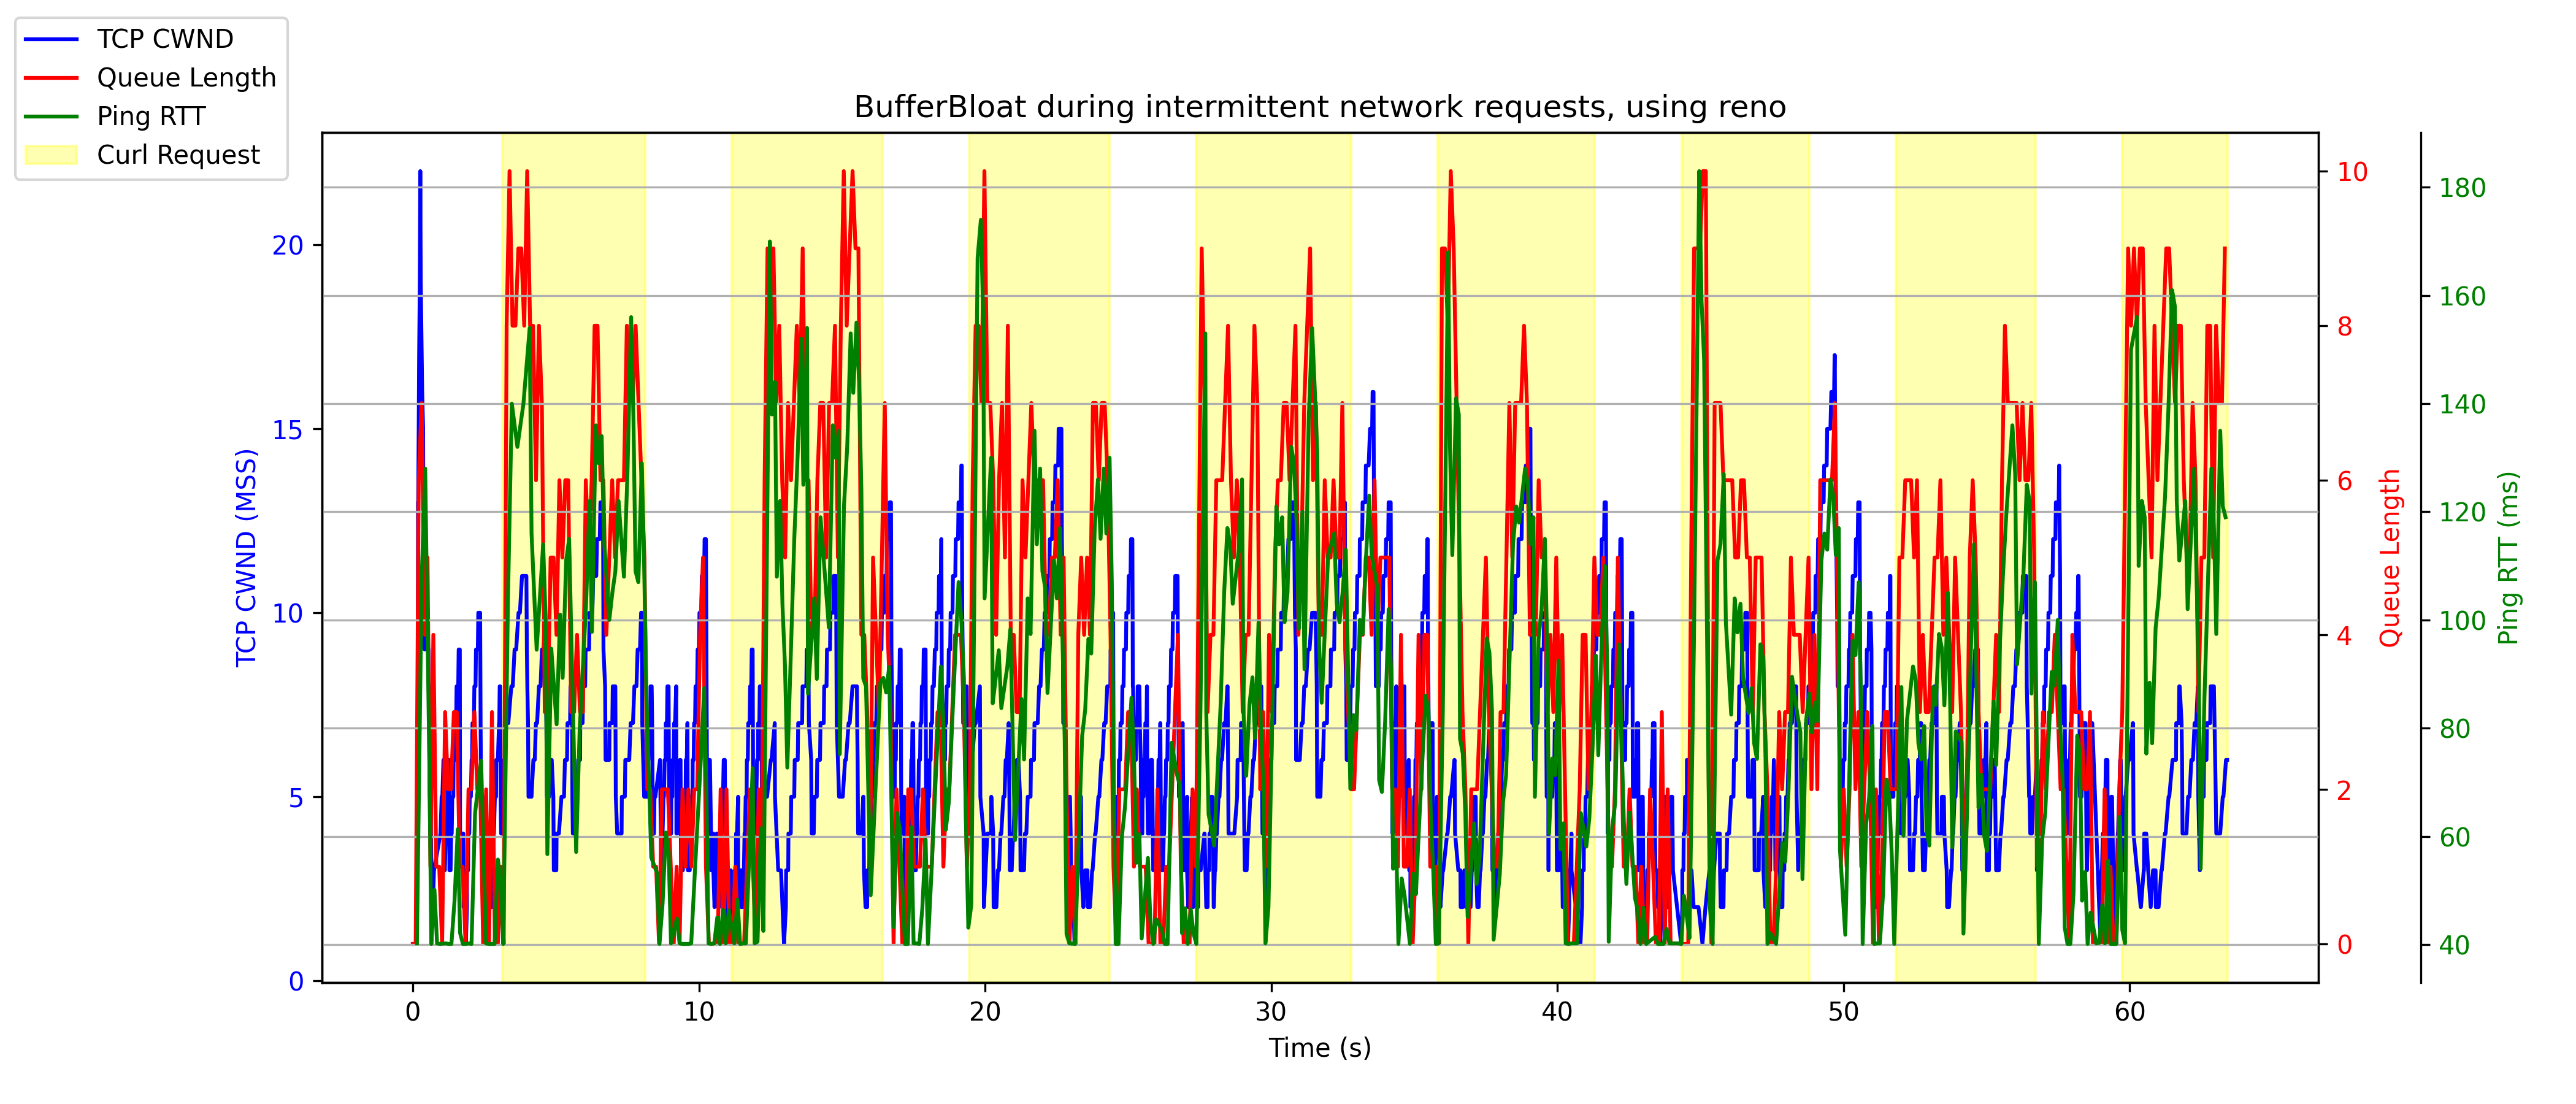 TCP CWND
Queue Length
Ping RTT
Curl Request
BufferBloat during intermittent network requests, using reno
TCP CWND (MSS)
20
15
10
5
0
0 10 20 30 40 50 60
Time (s)
10
8
6
4
2
0
Queue Length
180
160
140
120
100
80
60
40
Ping RTT (ms)